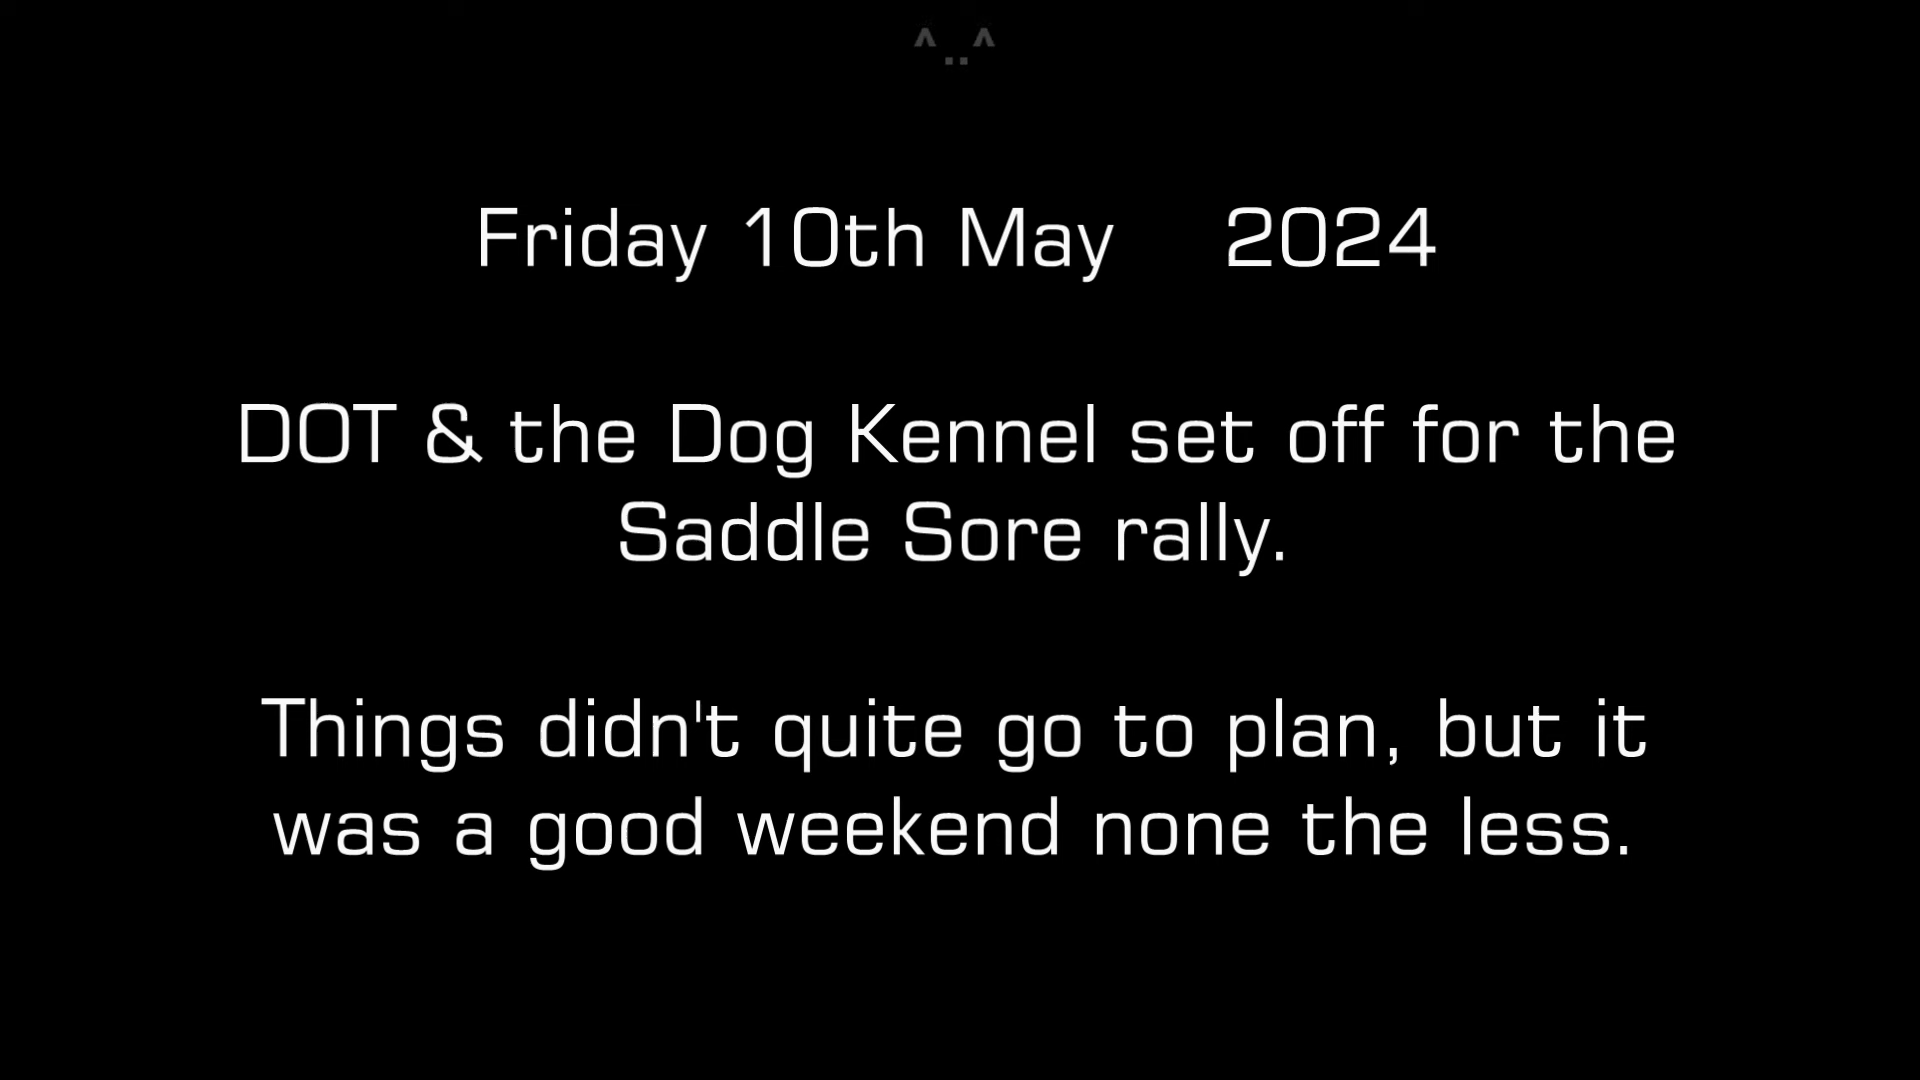 ^..^
Friday 10th May 2024
DOT & the Dog Kennel set off for the
Saddle Sore rally.
Things didn't quite go to plan, but it
was a good weekend none the less.